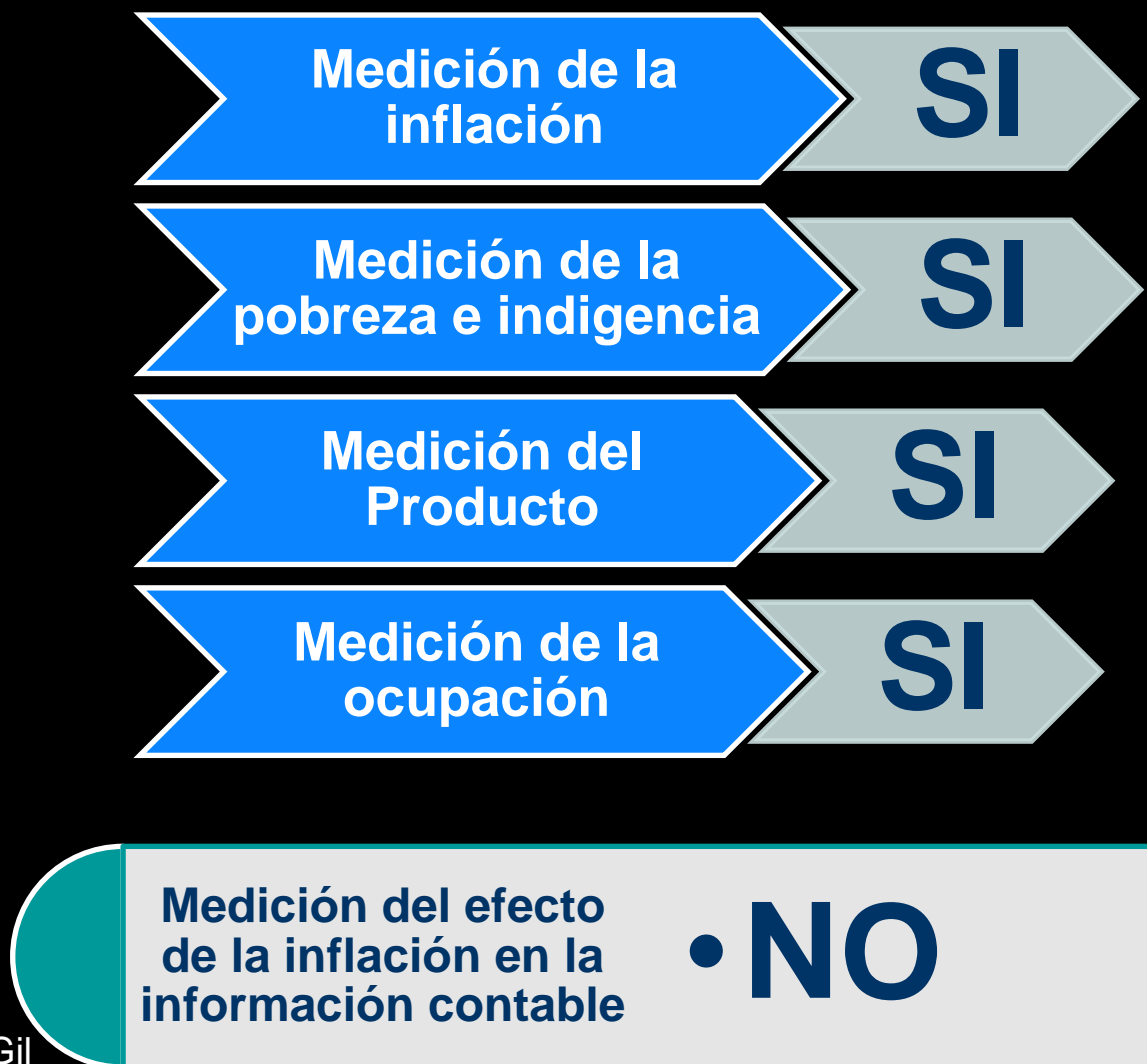 Medición de la
inflación
SI
Medición de la
pobreza e indigencia
SI
Medición del
Producto
SI
Medición de la
ocupación
SI
Medición del efecto
de la inflación en la
información contable
• NO
Gil